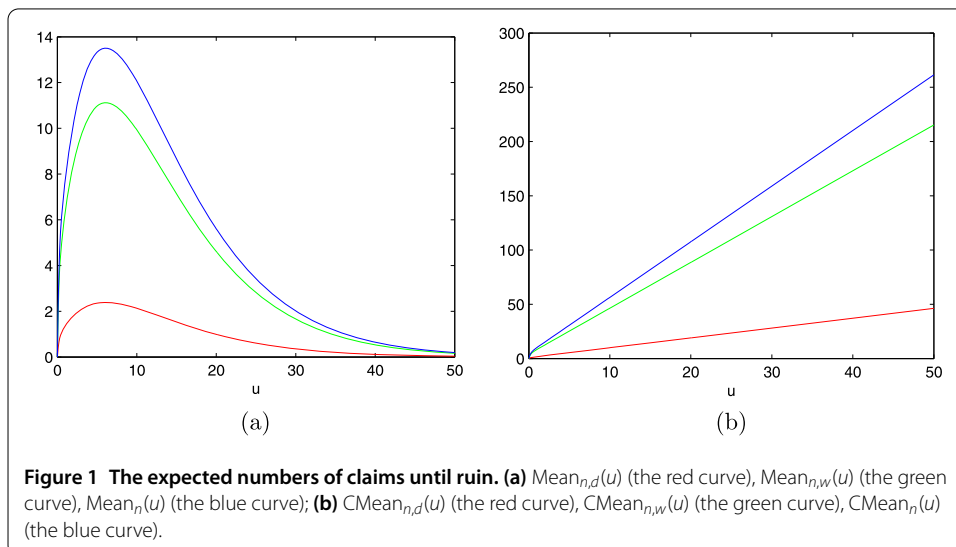 14
12
10
8
6
4
2
0
0 10 20 30 40 50
u
(a)
300
250
200
150
100
50
0
0 10 20 30 40 50
u
(b)
Figure 1 The expected numbers of claims until ruin. (a) Mean_{n,d}(u) (the red curve), Mean_{n,w}(u) (the green
curve), Mean_n(u) (the blue curve); (b) CMean_{n,d}(u) (the red curve), CMean_{n,w}(u) (the green curve), CMean_n(u)
(the blue curve).